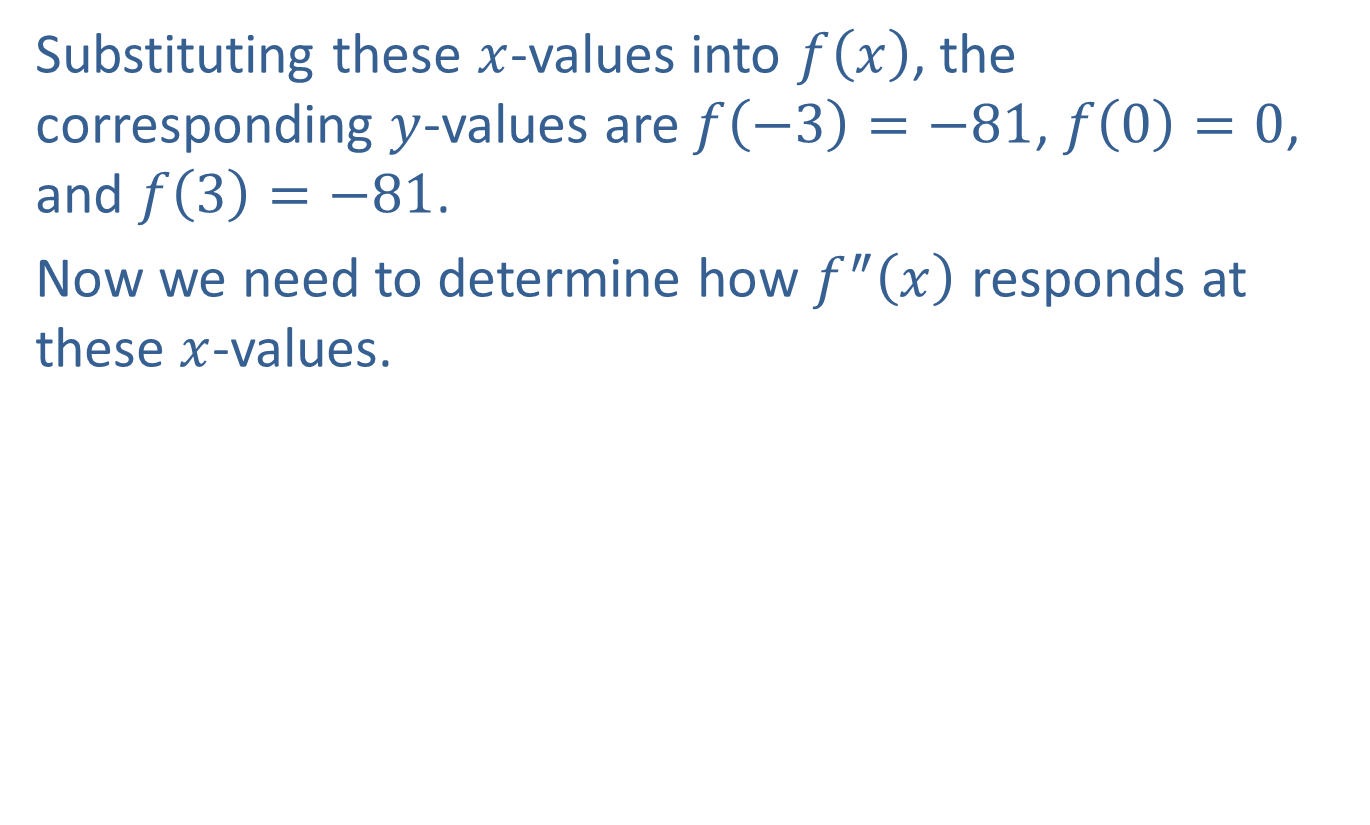 Substituting these 𝑥-values into 𝑓(𝑥), the
corresponding 𝑦-values are 𝑓(−3) = −81, 𝑓(0) = 0,
and 𝑓(3) = −81.
Now we need to determine how 𝑓″(𝑥) responds at
these 𝑥-values.